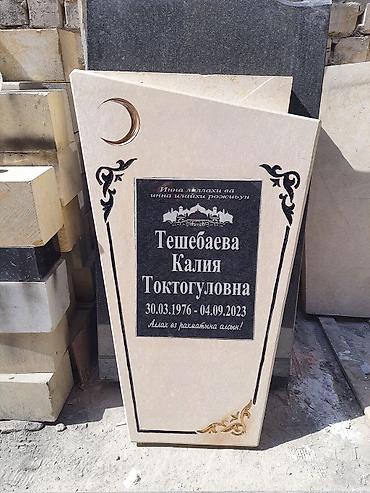 Инна лиллахи ва
инна илайхи рожиъун
Тешебаева
Калия
Токтогуловна
30.03.1976 - 04.09.2023
Аллах өз рахматына алсын!